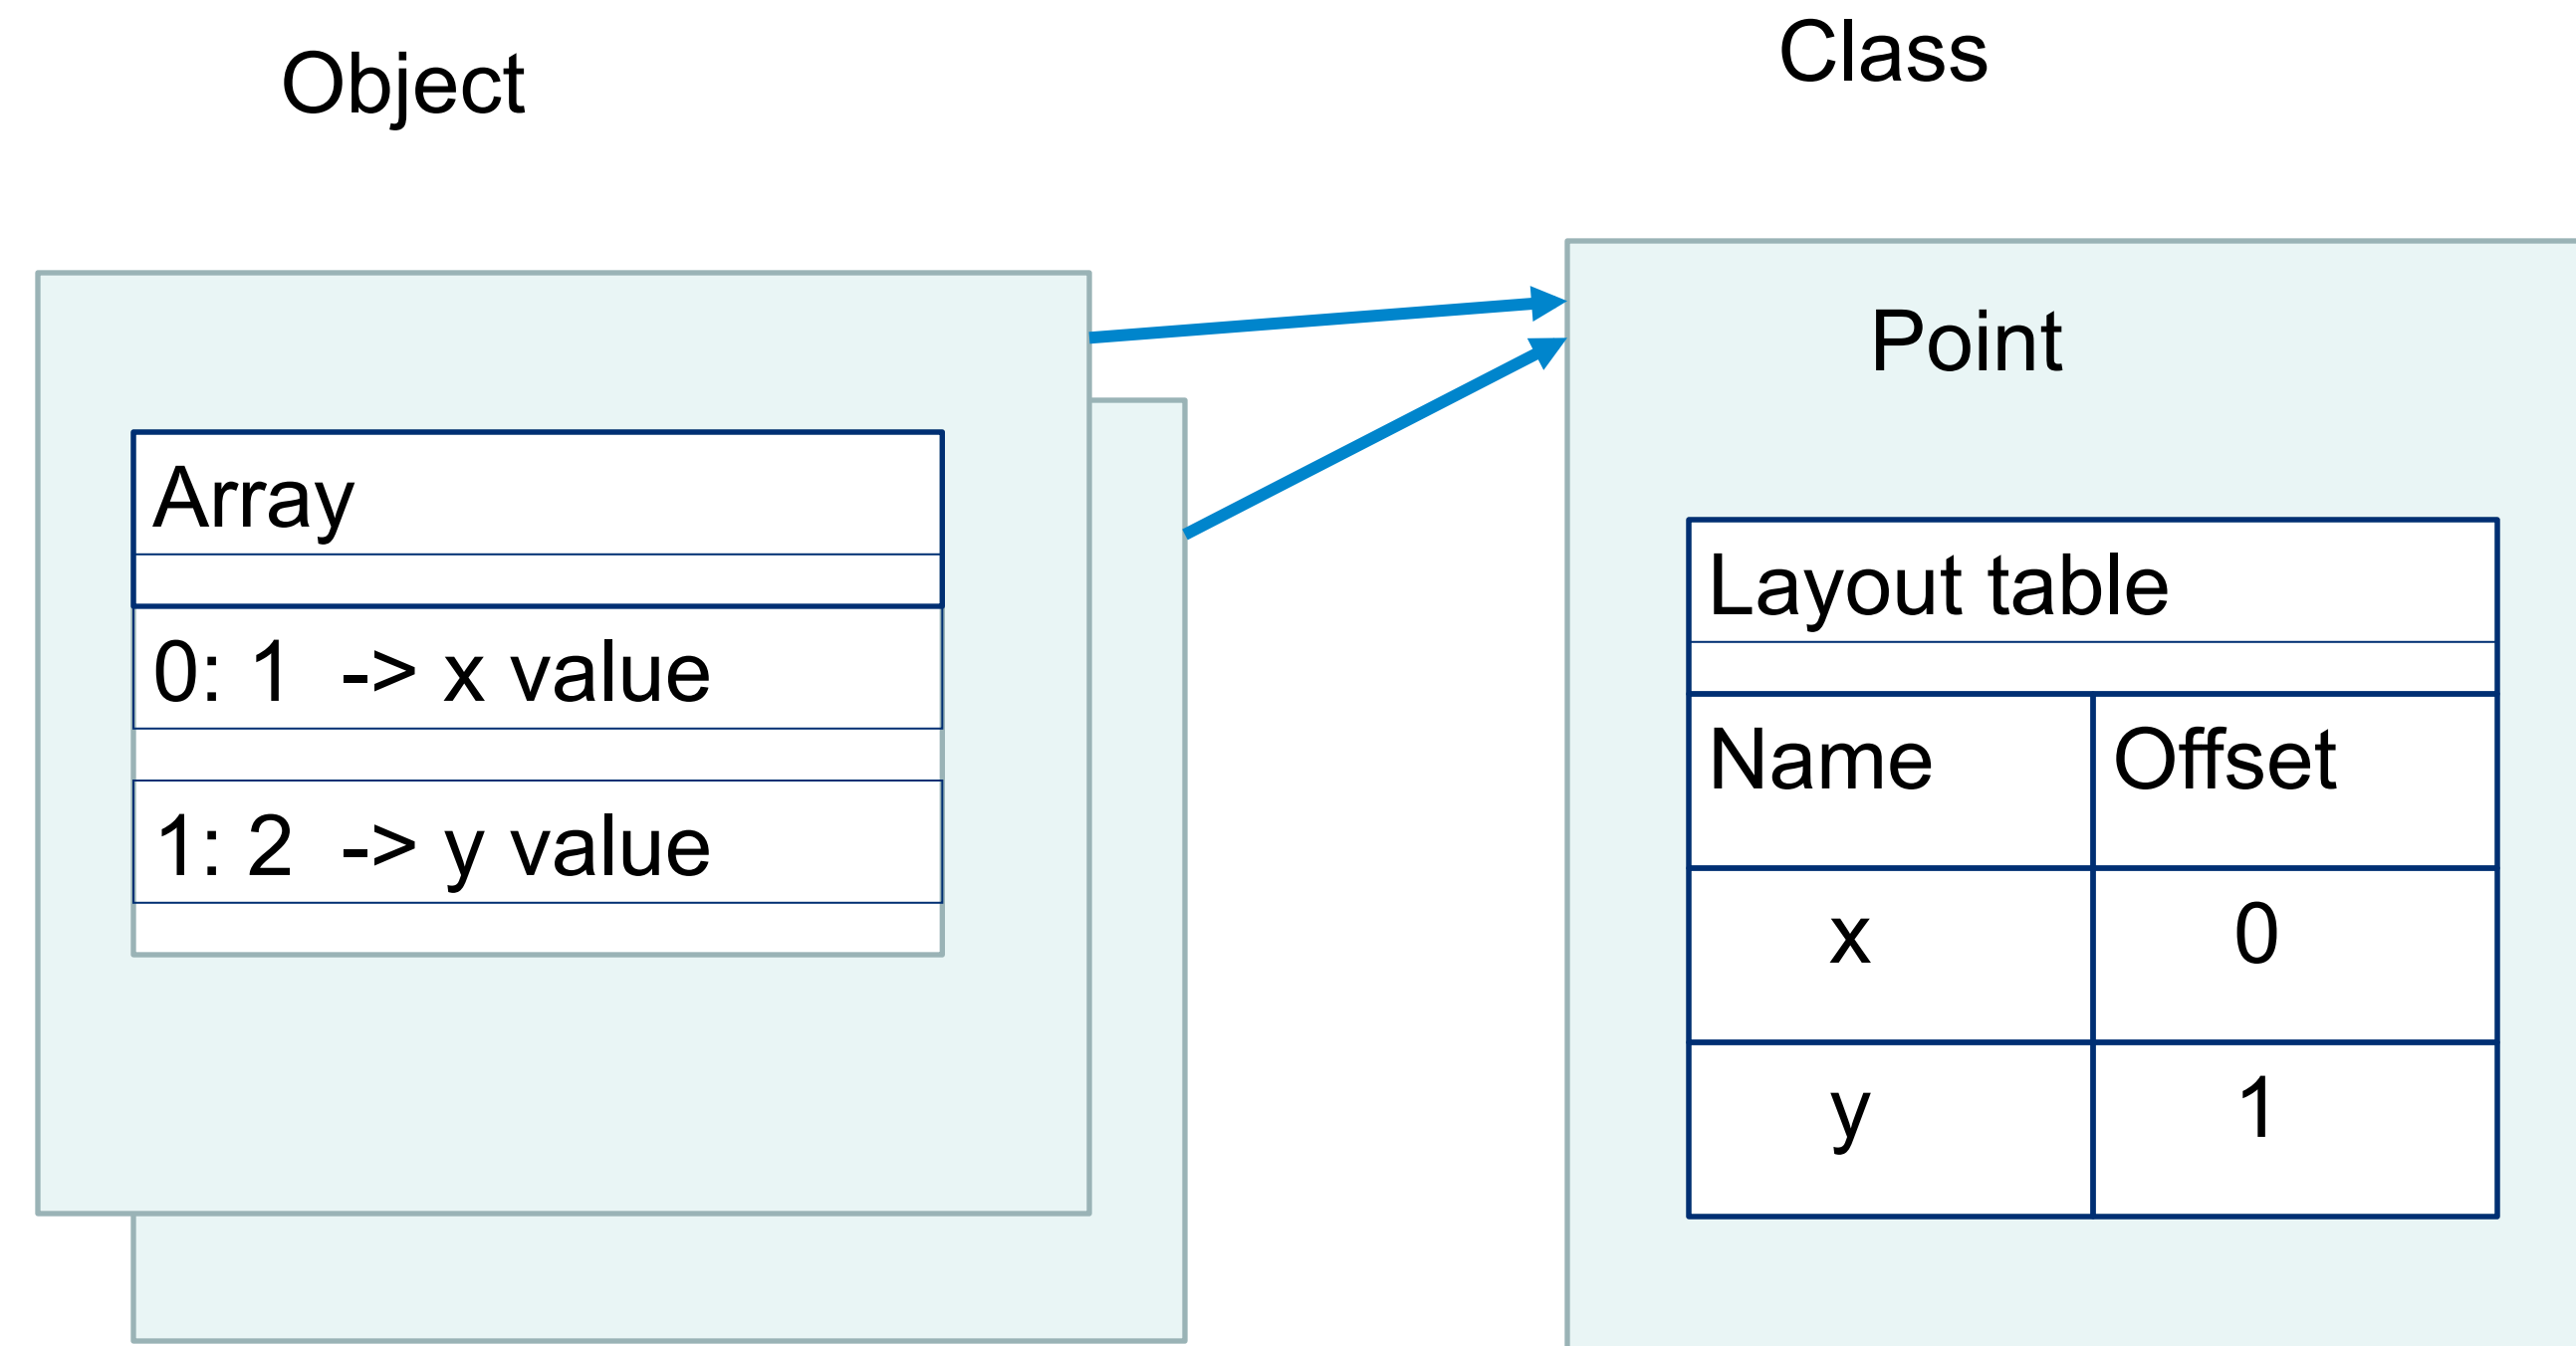 Object
Class
Array
0: 1 -> x value
1: 2 -> y value
Point
Layout table
Name Offset
x 0
y 1